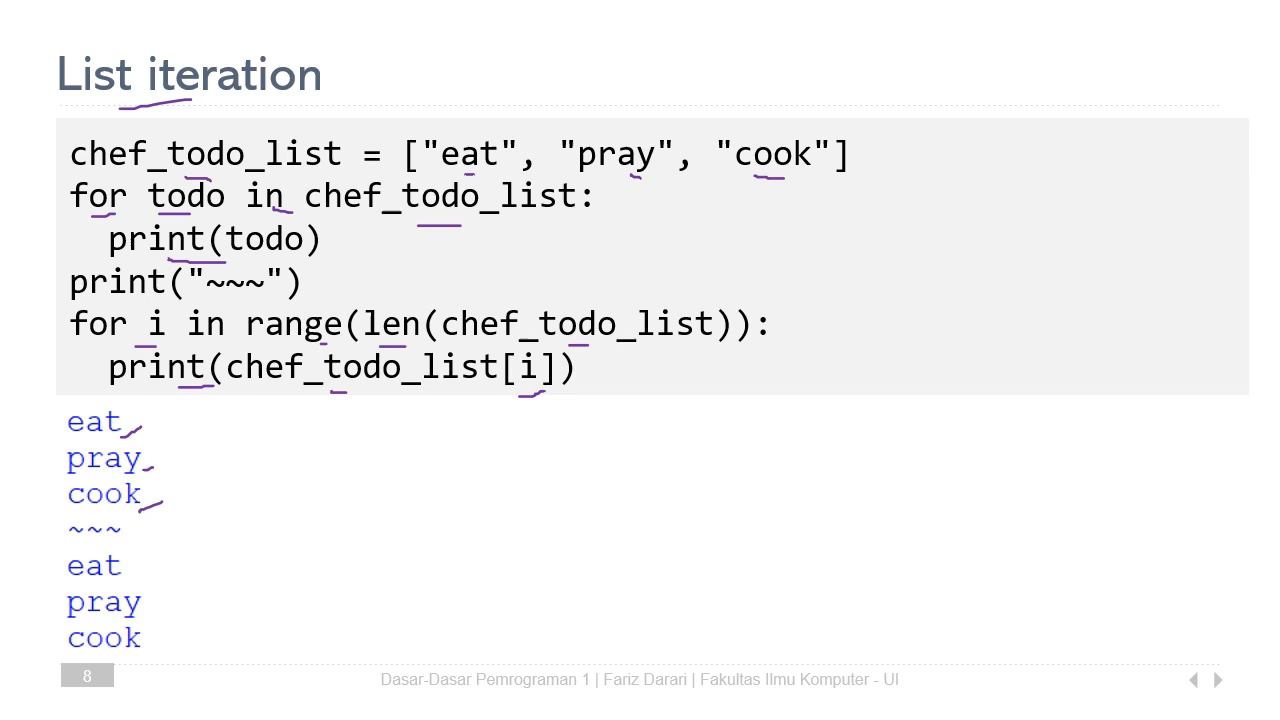 List iteration
chef_todo_list = ["eat", "pray", "cook"]
for todo in chef_todo_list:
  print(todo)
print("~~~")
for i in range(len(chef_todo_list)):
  print(chef_todo_list[i])
eat
pray
cook
~~~
eat
pray
cook
8
Dasar-Dasar Pemrograman 1 | Fariz Darari | Fakultas Ilmu Komputer - UI